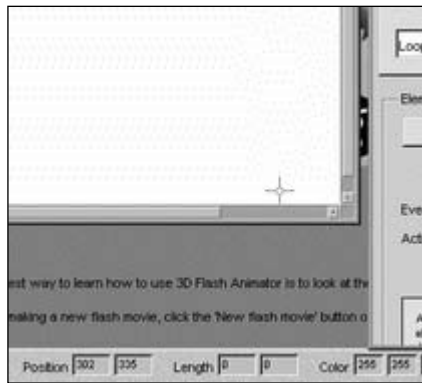 Loo
Ele
Eve
Act
est way to learn how to use 3D Flash Animator is to look at the
making a new flash movie, click the 'New flash movie' button o
Position 302 335 Length 0 0 Color 255 255